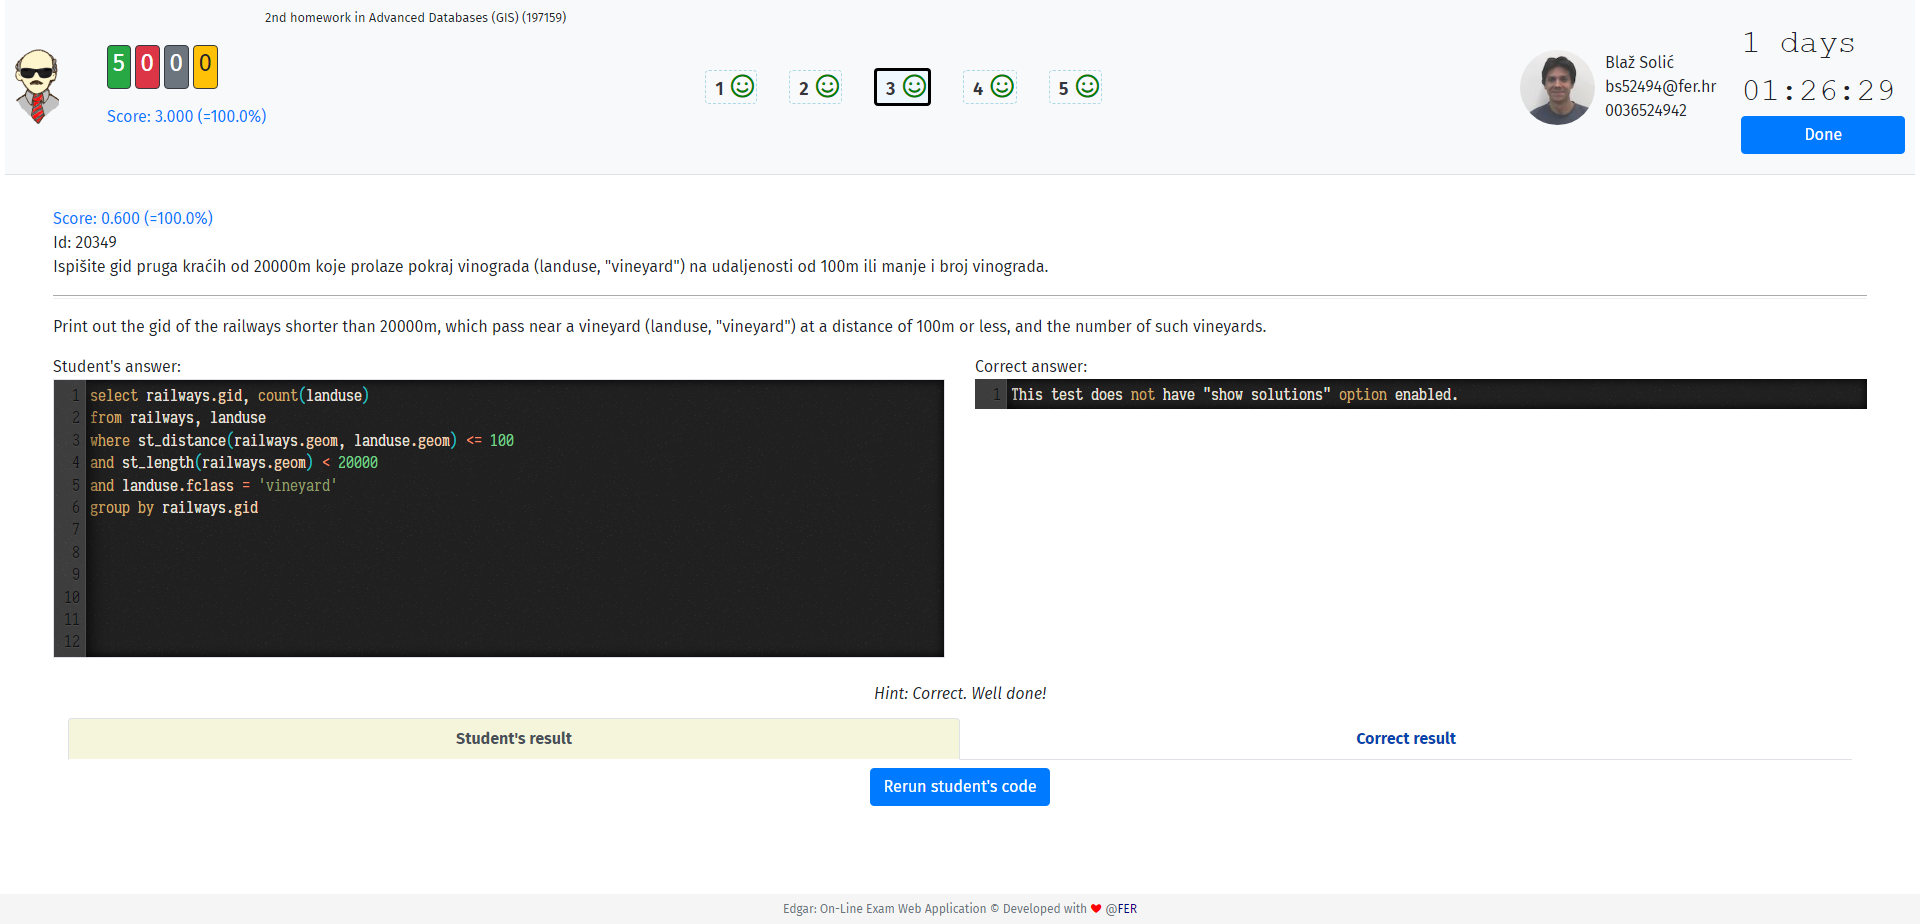 2nd homework in Advanced Databases (GIS) (197159)
5 0 0 0
Score: 3.000 (=100.0%)
1 2 3 4 5
Blaž Solić
bs52494@fer.hr
0036524942
1 days
01:26:29
Done
Score: 0.600 (=100.0%)
Id: 20349
Ispišite gid pruga kraćih od 20000m koje prolaze pokraj vinograda (landuse, "vineyard") na udaljenosti od 100m ili manje i broj vinograda.
Print out the gid of the railways shorter than 20000m, which pass near a vineyard (landuse, "vineyard") at a distance of 100m or less, and the number of such vineyards.
Student's answer:
1 select railways.gid, count(landuse)
2 from railways, landuse
3 where st_distance(railways.geom, landuse.geom) <= 100
4 and st_length(railways.geom) < 20000
5 and landuse.fclass = 'vineyard'
6 group by railways.gid
7
8
9
10
11
12
Correct answer:
1 This test does not have "show solutions" option enabled.
Hint: Correct. Well done!
Student's result
Correct result
Rerun student's code
Edgar: On-Line Exam Web Application © Developed with ❤ @FER